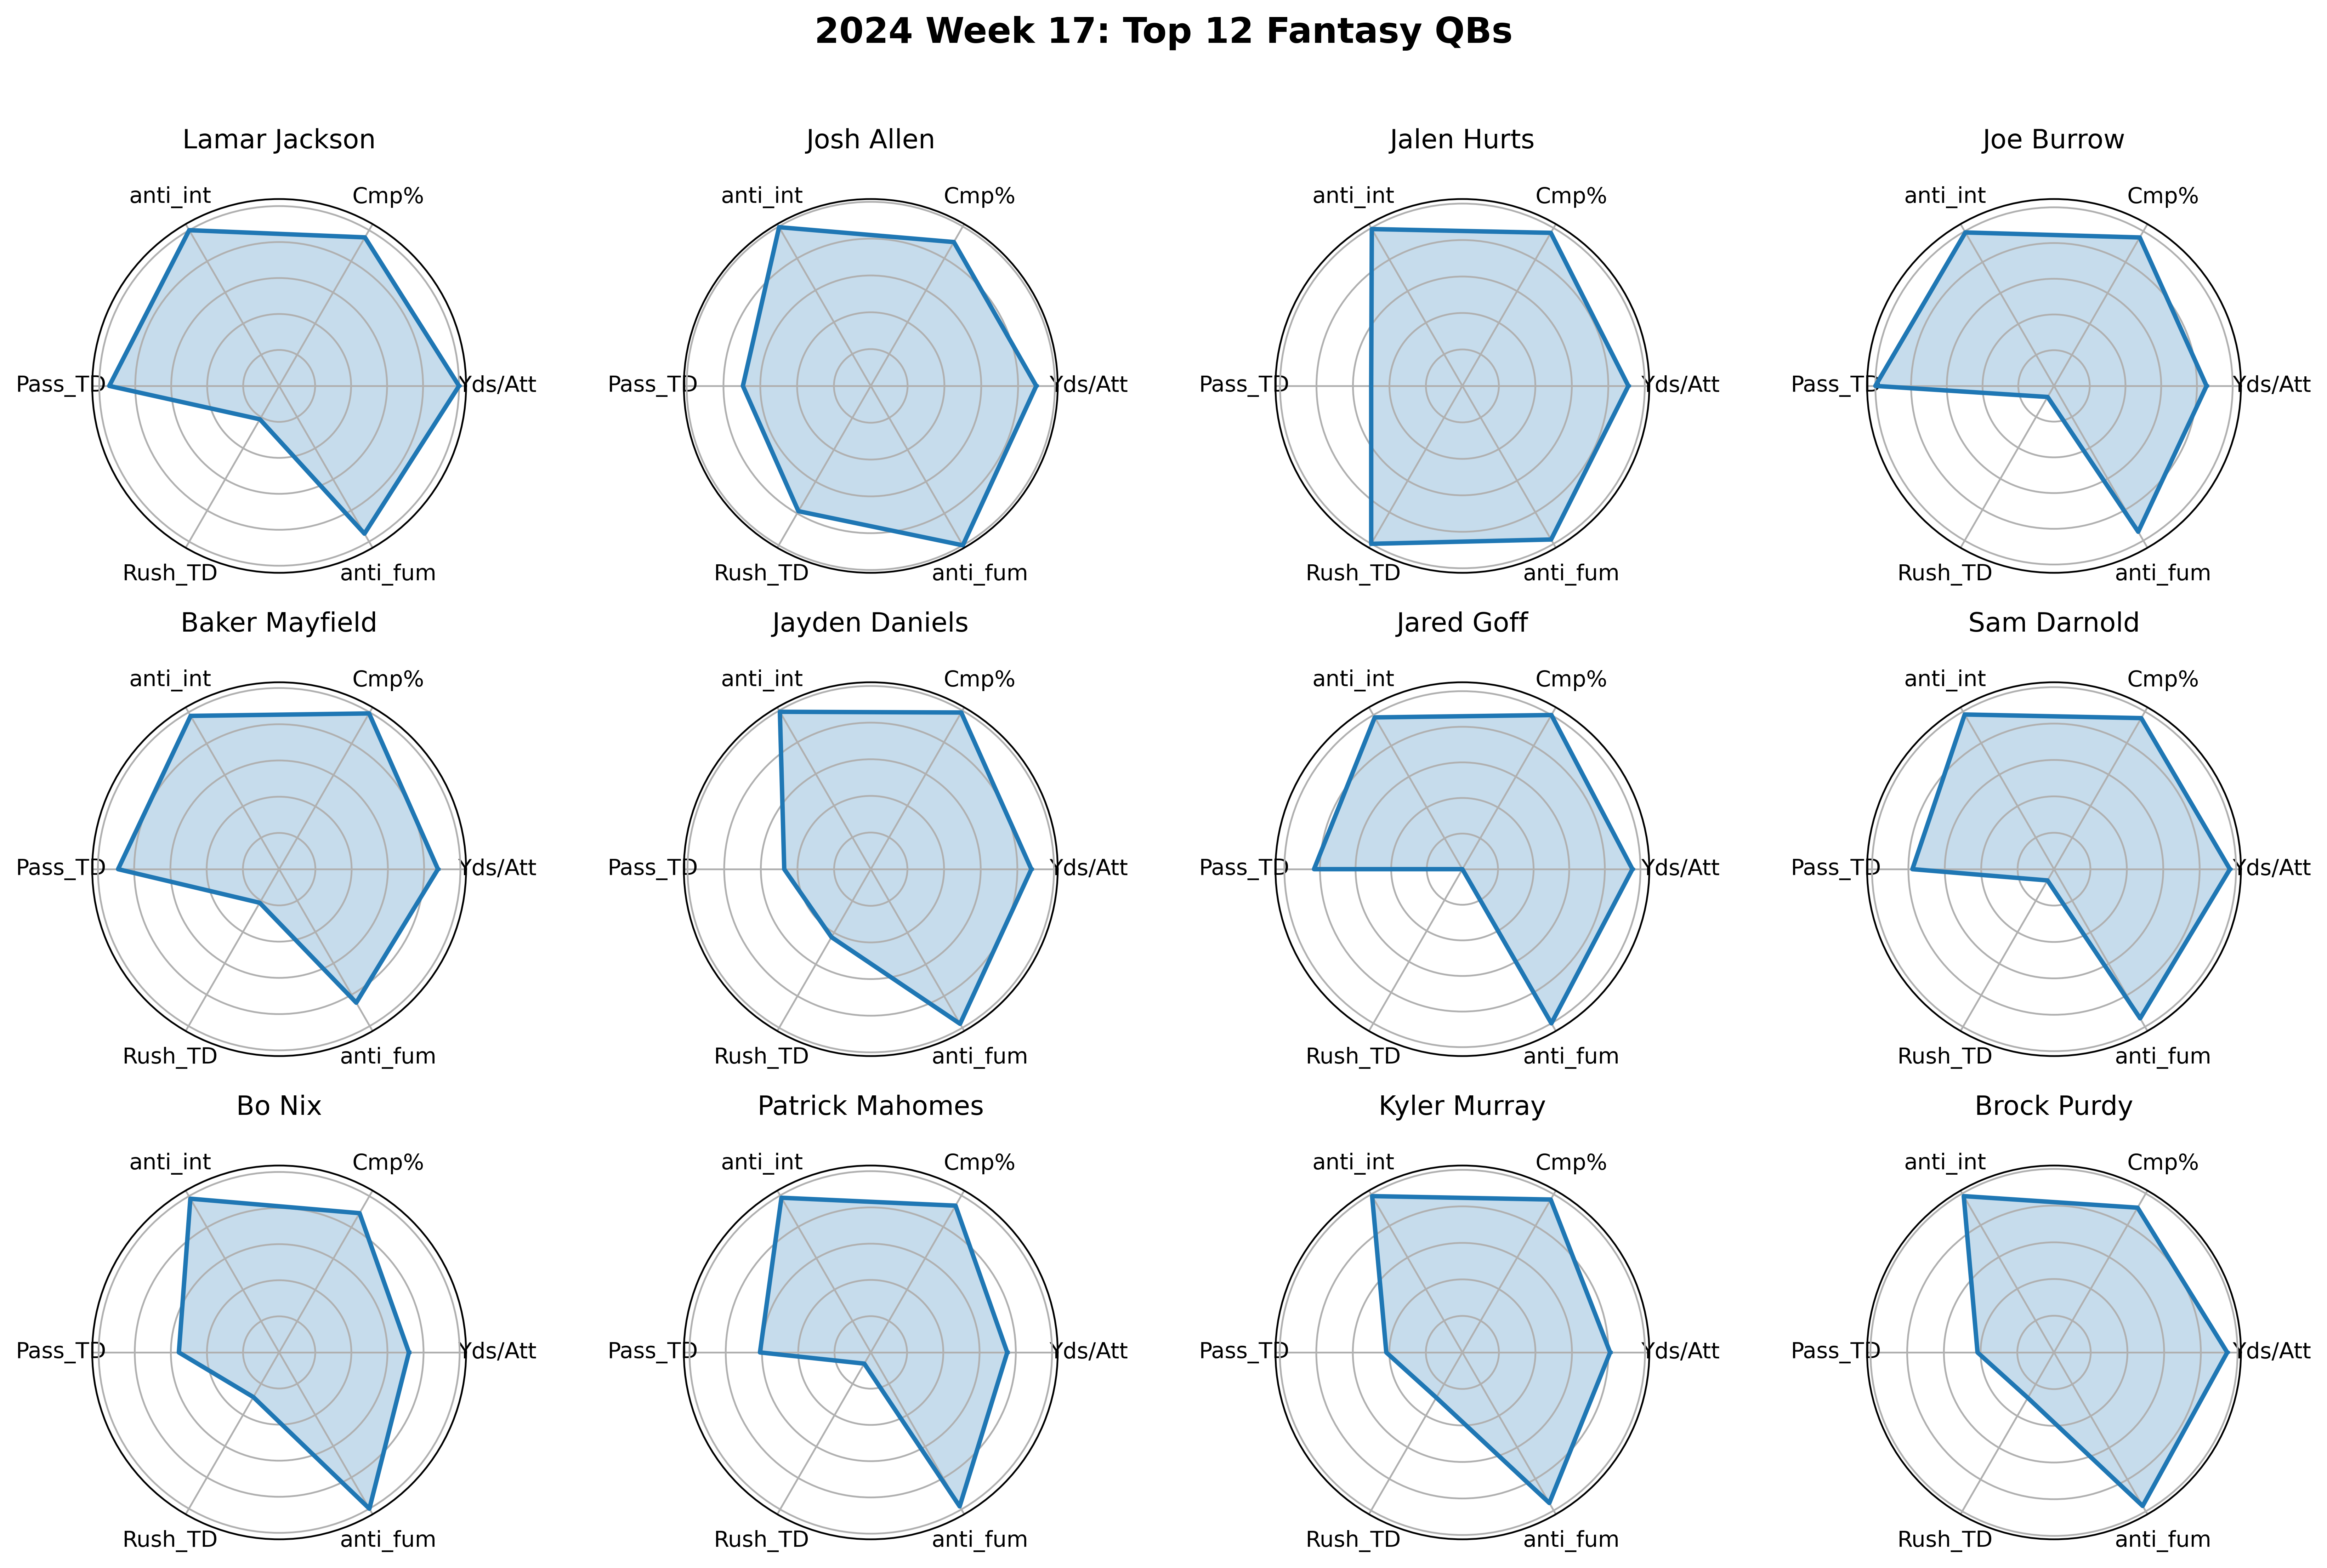 2024 Week 17: Top 12 Fantasy QBs
Lamar Jackson
anti_int
Cmp%
Pass_TD
Yds/Att
Rush_TD
anti_fum
Josh Allen
anti_int
Cmp%
Pass_TD
Yds/Att
Rush_TD
anti_fum
Jalen Hurts
anti_int
Cmp%
Pass_TD
Yds/Att
Rush_TD
anti_fum
Joe Burrow
anti_int
Cmp%
Pass_TD
Yds/Att
Rush_TD
anti_fum
Baker Mayfield
anti_int
Cmp%
Pass_TD
Yds/Att
Rush_TD
anti_fum
Jayden Daniels
anti_int
Cmp%
Pass_TD
Yds/Att
Rush_TD
anti_fum
Jared Goff
anti_int
Cmp%
Pass_TD
Yds/Att
Rush_TD
anti_fum
Sam Darnold
anti_int
Cmp%
Pass_TD
Yds/Att
Rush_TD
anti_fum
Bo Nix
anti_int
Cmp%
Pass_TD
Yds/Att
Rush_TD
anti_fum
Patrick Mahomes
anti_int
Cmp%
Pass_TD
Yds/Att
Rush_TD
anti_fum
Kyler Murray
anti_int
Cmp%
Pass_TD
Yds/Att
Rush_TD
anti_fum
Brock Purdy
anti_int
Cmp%
Pass_TD
Yds/Att
Rush_TD
anti_fum